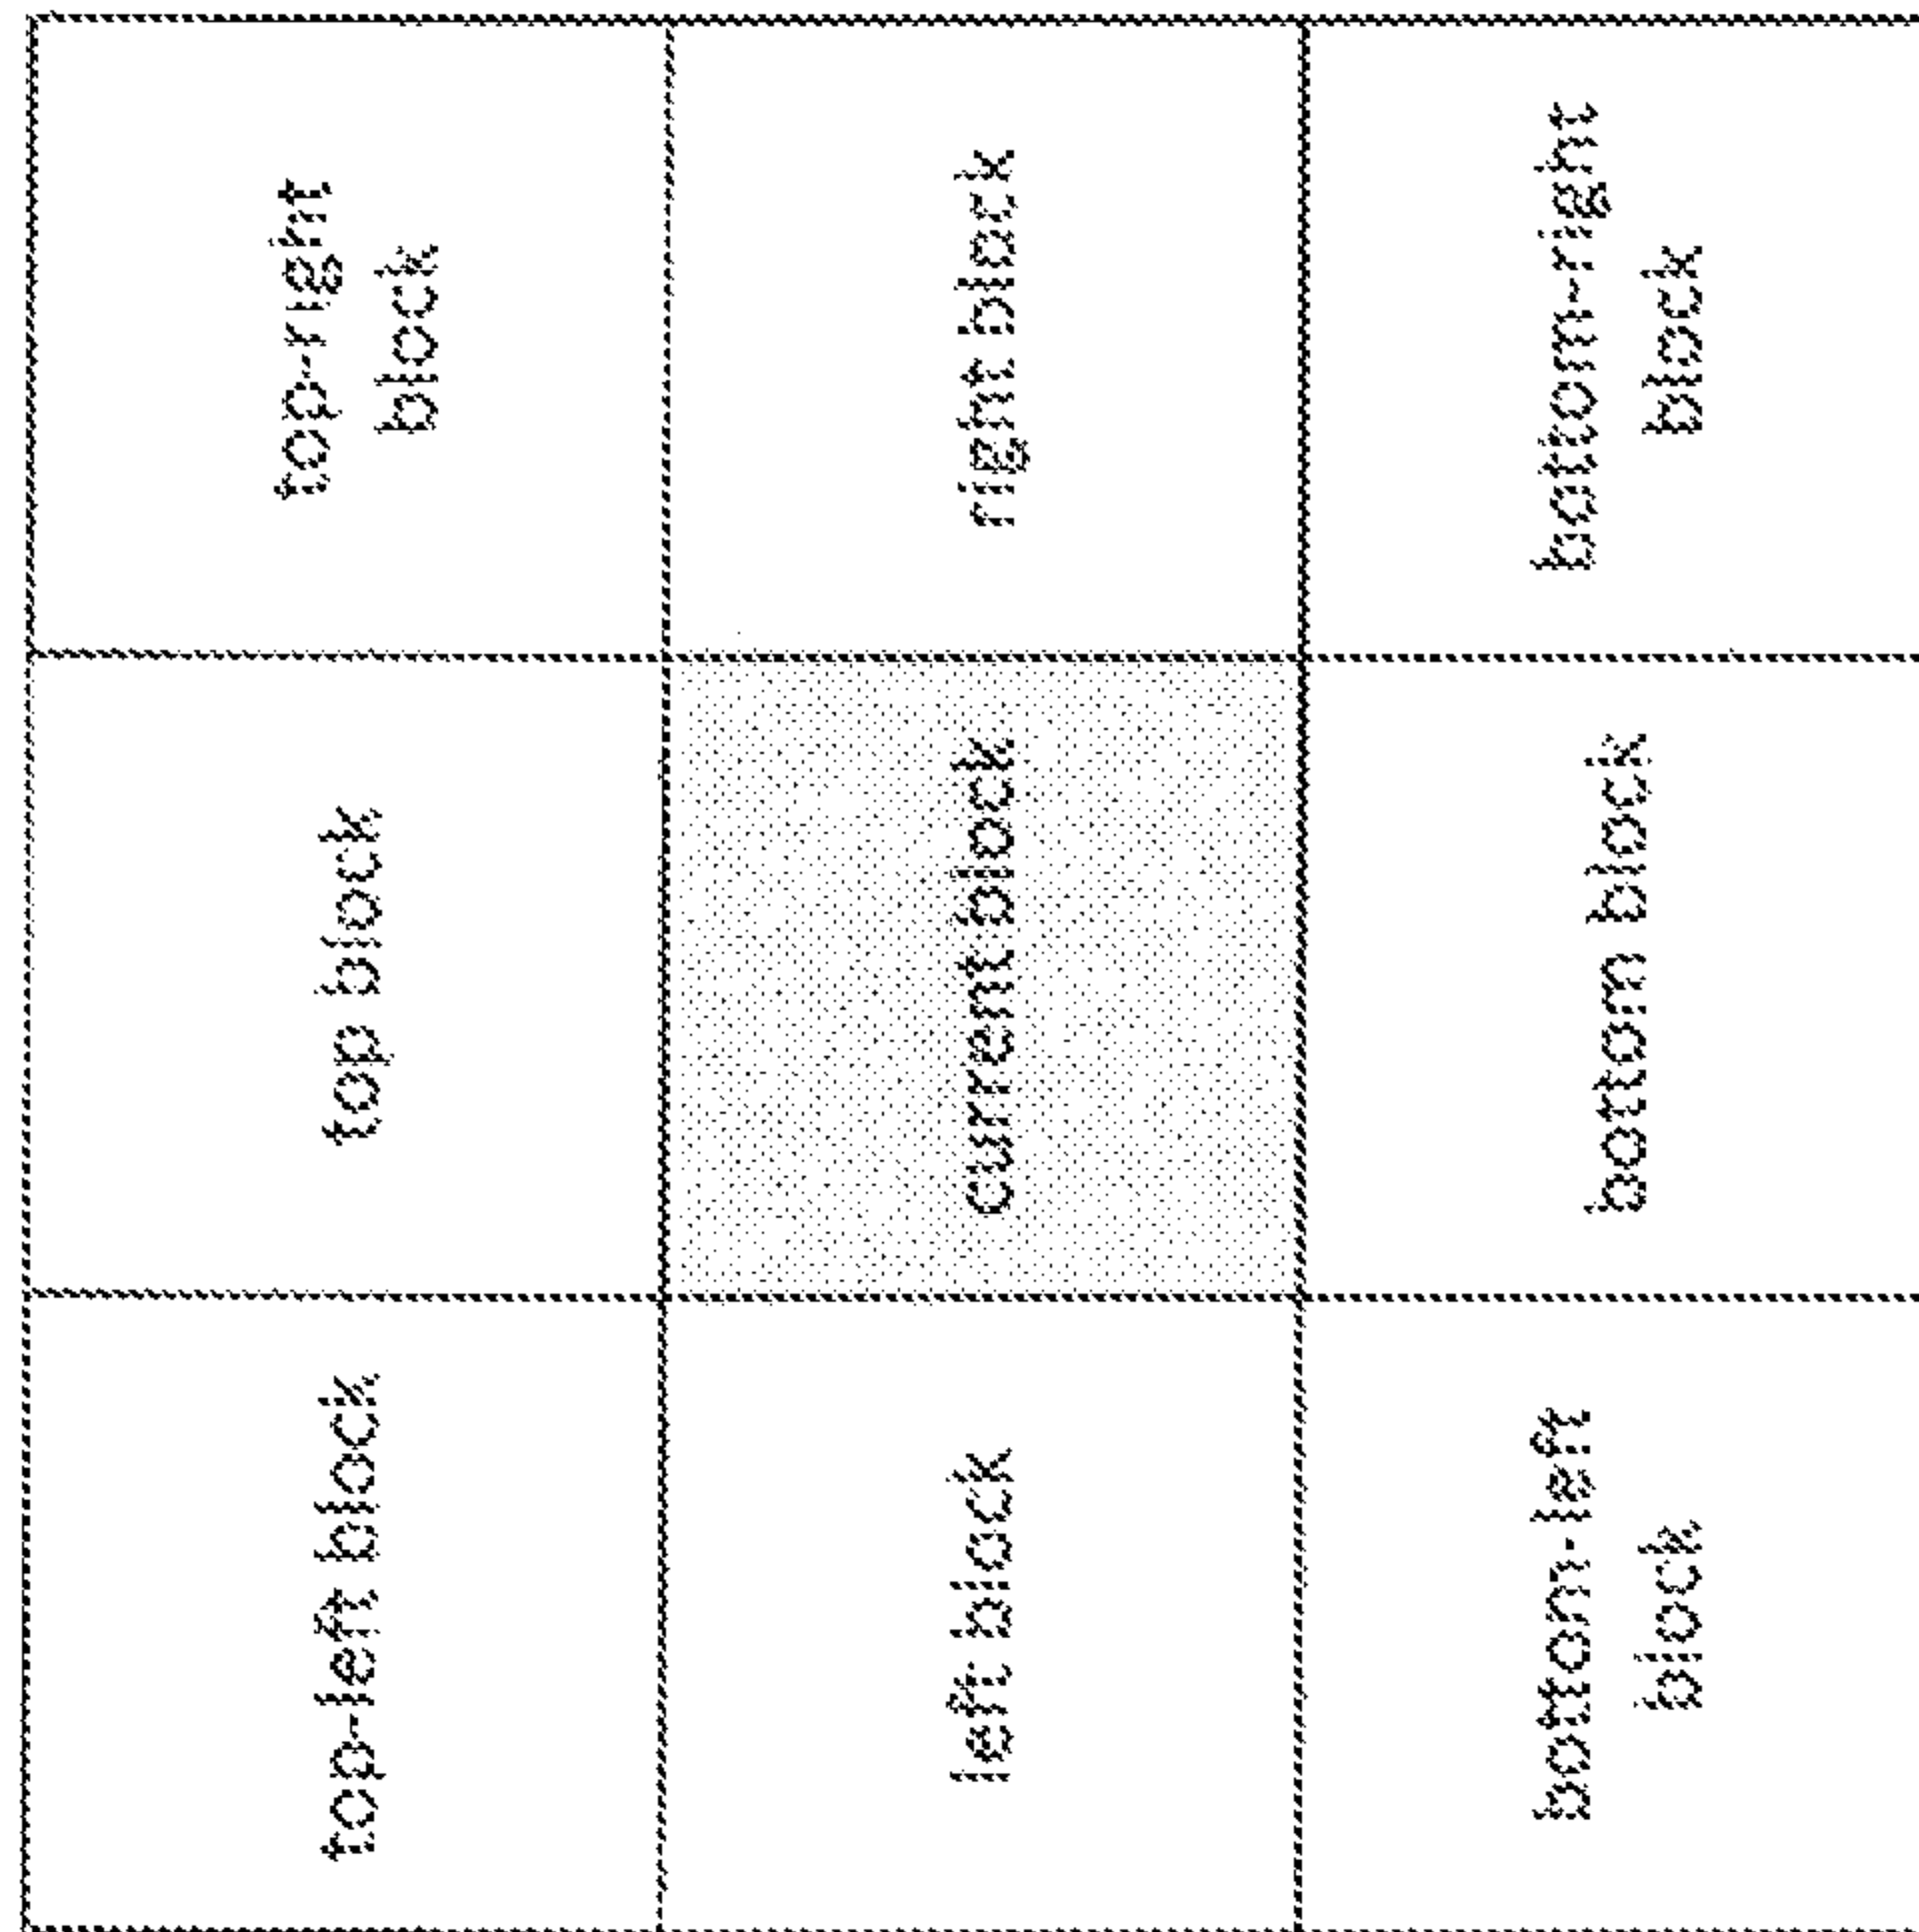 top-left block
top block
top-right
block
left block
current block
right block
bottom-left
block
bottom block
bottom-right
block